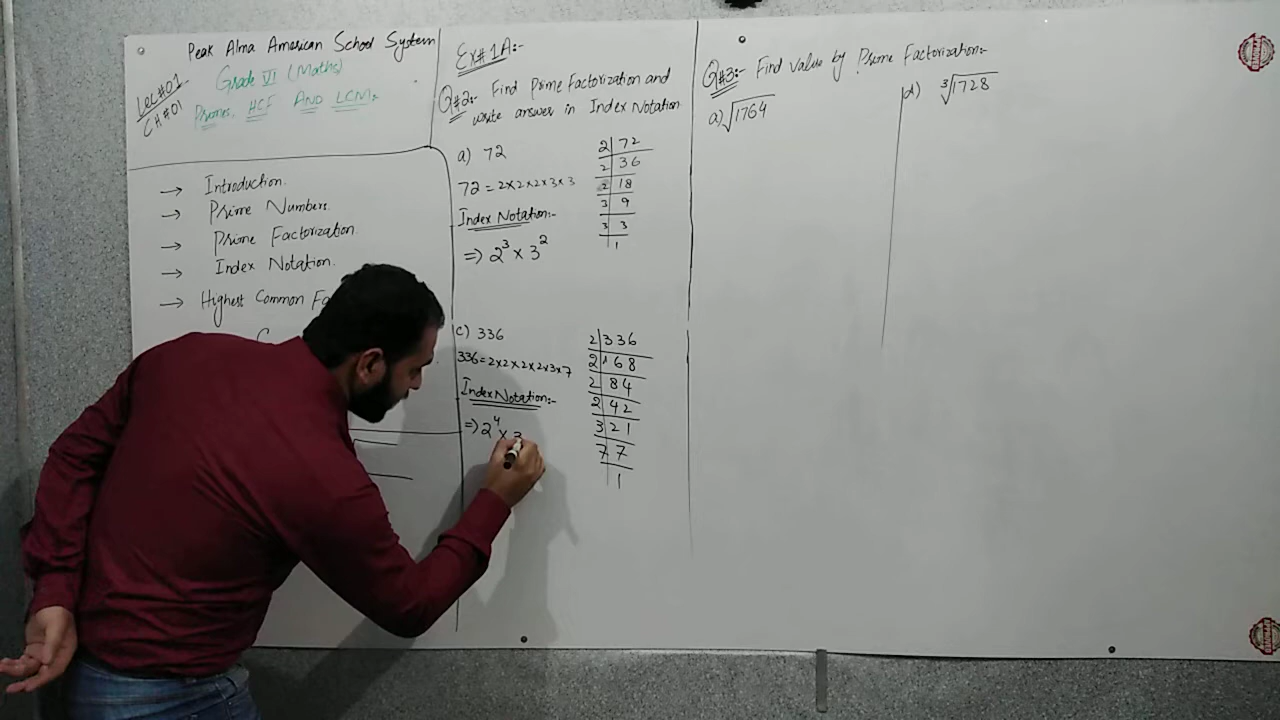 Peak Alma American School System
Lec#01
CH#01
Grade VI (Maths)
Primes, HCF AND LCM:-
→ Introduction.
→ Prime Numbers.
→ Prime Factorization
→ Index Notation.
→ Highest Common
Ex# 1A:-
Q#2:- Find Prime Factorization and
write answer in Index Notation
a) 72
72 = 2×2×2×3×3
Index Notation:-
=> 2³ × 3²
2 | 72
2 | 36
2 | 18
3 | 9
3 | 3
| 1
c) 336
336 = 2×2×2×2×3×7
Index Notation:-
=> 2⁴ × 3
2 | 336
2 | 168
2 | 84
2 | 42
3 | 21
7 | 7
| 1
Q#3:- Find value by Prime Factorization:-
a) √1764
d) ³√1728